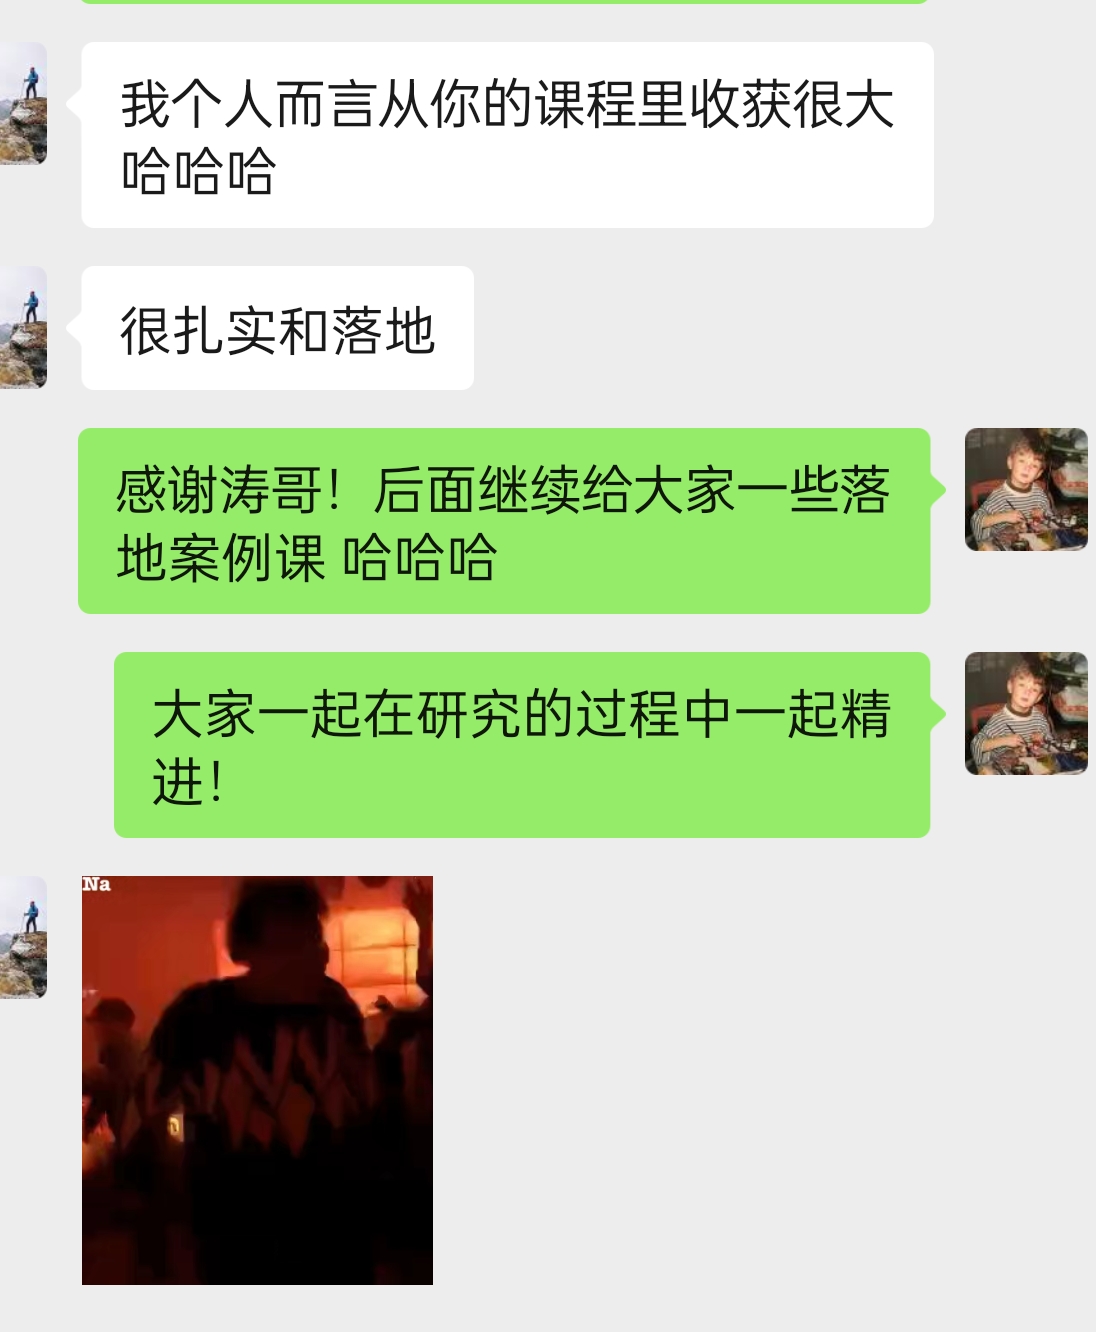 我个人而言从你的课程里收获很大
哈哈哈
很扎实和落地
感谢涛哥！后面继续给大家一些落
地案例课 哈哈哈
大家一起在研究的过程中一起精
进！
Na